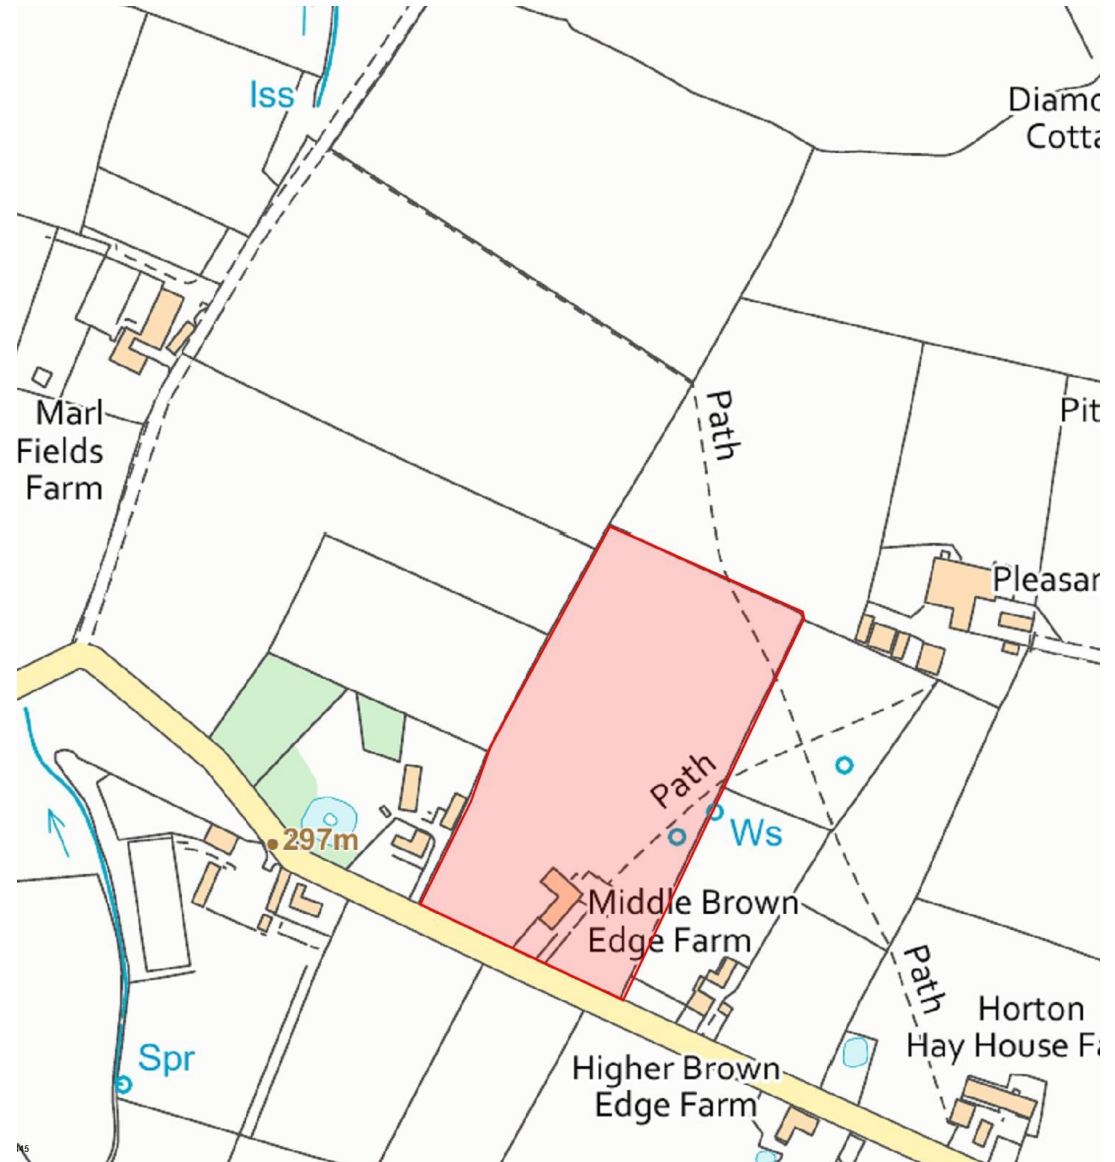 Iss
Diamo
Cotta
Path
Pit
Marl
Fields
Farm
Pleasan
Path
297m
Ws
Middle Brown
Edge Farm
Path
Horton
Hay House Fa
Spr
Higher Brown
Edge Farm